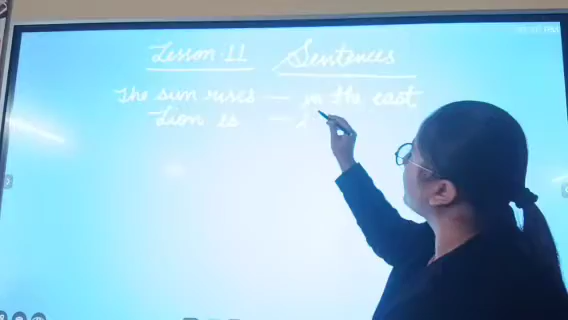 Lesson-11 Sentences
The sun rises — in the east
Lion is —